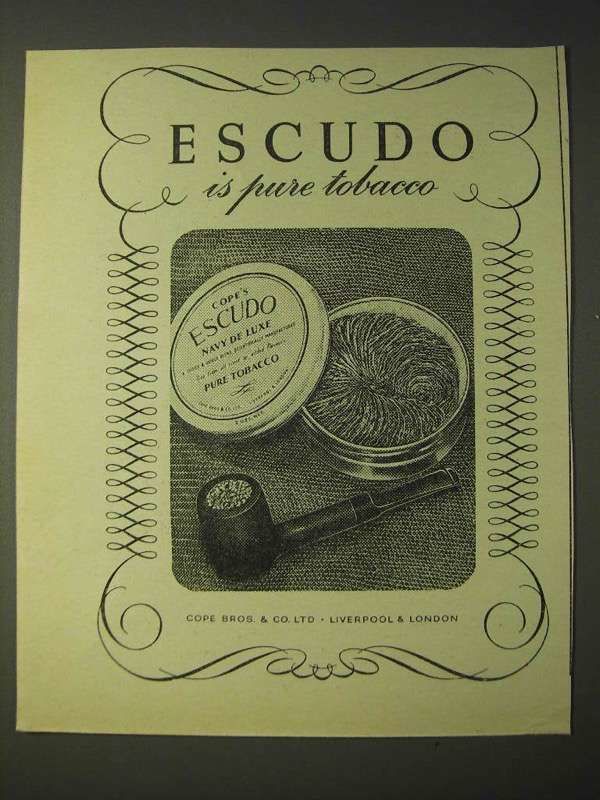 ESCUDO
is pure tobacco
COPE'S
ESCUDO
NAVY DE LUXE
PURE TOBACCO
COPE BROS. & CO. LTD • LIVERPOOL & LONDON